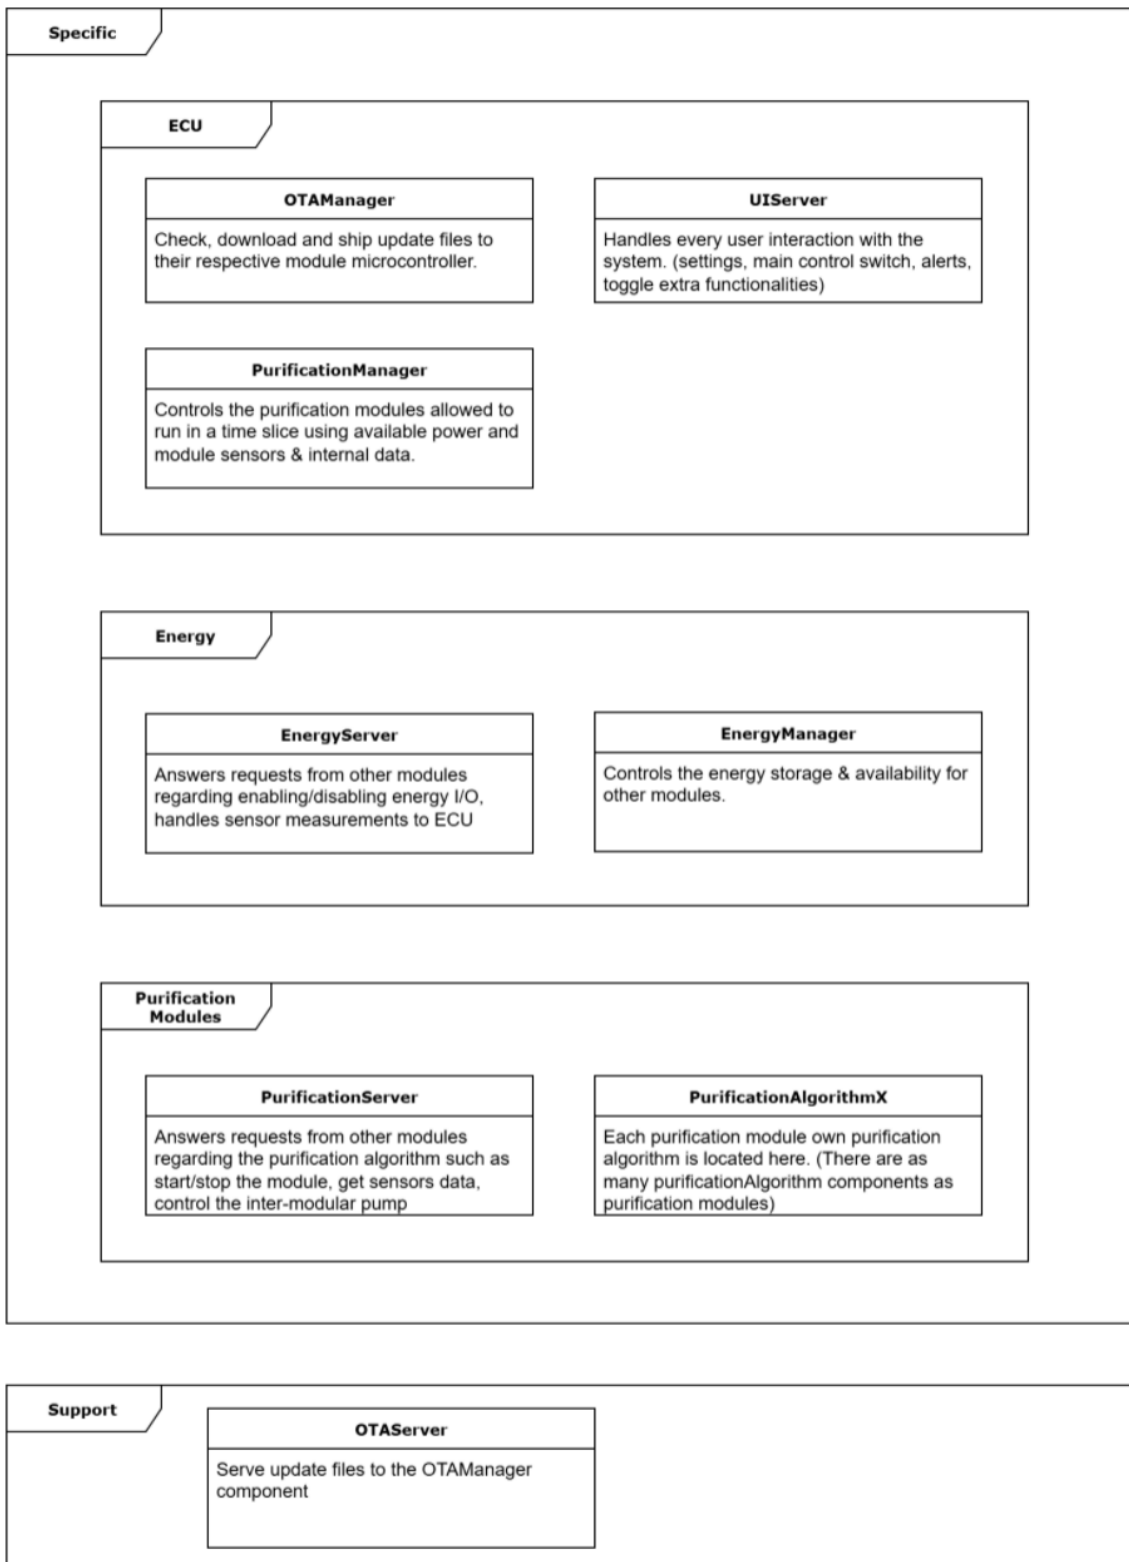 Specific
ECU
OTAManager
Check, download and ship update files to
their respective module microcontroller.
UIServer
Handles every user interaction with the
system. (settings, main control switch, alerts,
toggle extra functionalities)
PurificationManager
Controls the purification modules allowed to
run in a time slice using available power and
module sensors & internal data.
Energy
EnergyServer
Answers requests from other modules
regarding enabling/disabling energy I/O,
handles sensor measurements to ECU
EnergyManager
Controls the energy storage & availability for
other modules.
Purification
Modules
PurificationServer
Answers requests from other modules
regarding the purification algorithm such as
start/stop the module, get sensors data,
control the inter-modular pump
PurificationAlgorithmX
Each purification module own purification
algorithm is located here. (There are as
many purificationAlgorithm components as
purification modules)
Support
OTAServer
Serve update files to the OTAManager
component